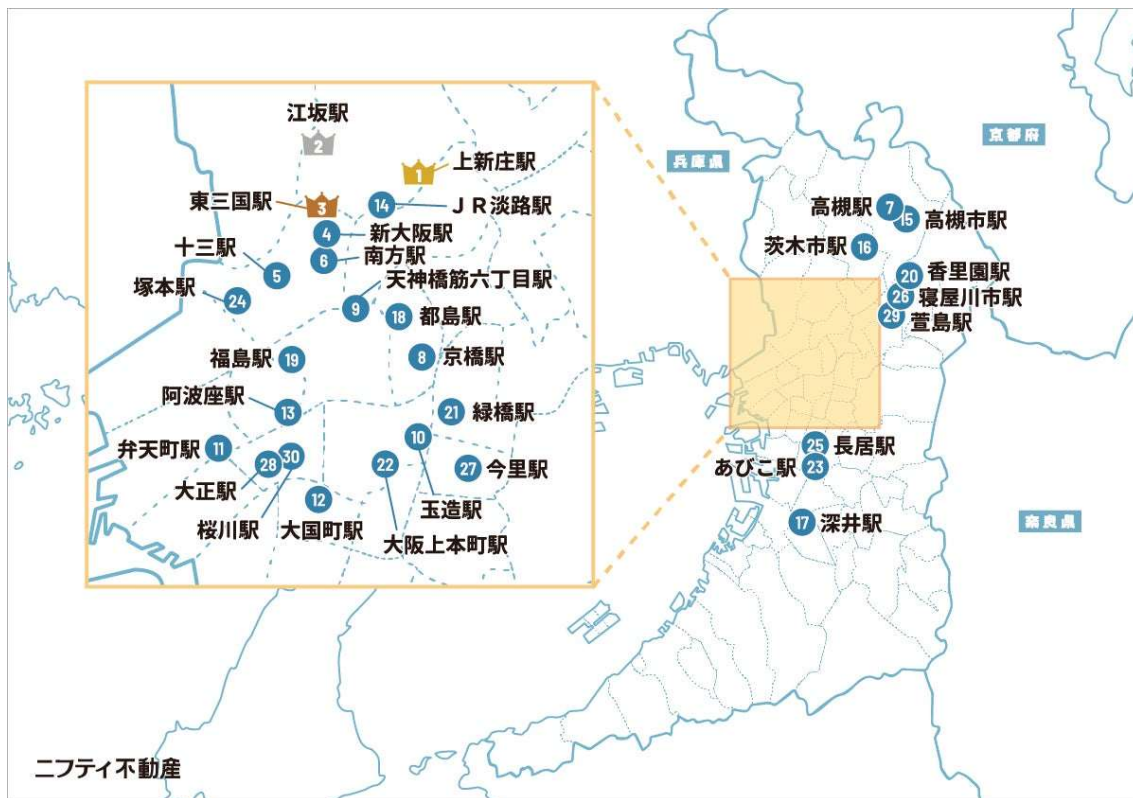 江坂駅
2
1
上新庄駅
東三国駅
3
14
ＪＲ淡路駅
4
新大阪駅
十三駅
5
6
南方駅
塚本駅
24
天神橋筋六丁目駅
9
18
都島駅
福島駅
19
8
京橋駅
阿波座駅
13
21
緑橋駅
弁天町駅
11
10
28
30
22
27
今里駅
大正駅
12
玉造駅
桜川駅
大国町駅
大阪上本町駅
兵庫県
京都府
高槻駅
7
15
高槻市駅
茨木市駅
16
20
香里園駅
26
寝屋川市駅
29
萱島駅
25
長居駅
あびこ駅
23
17
深井駅
奈良県
ニフティ不動産